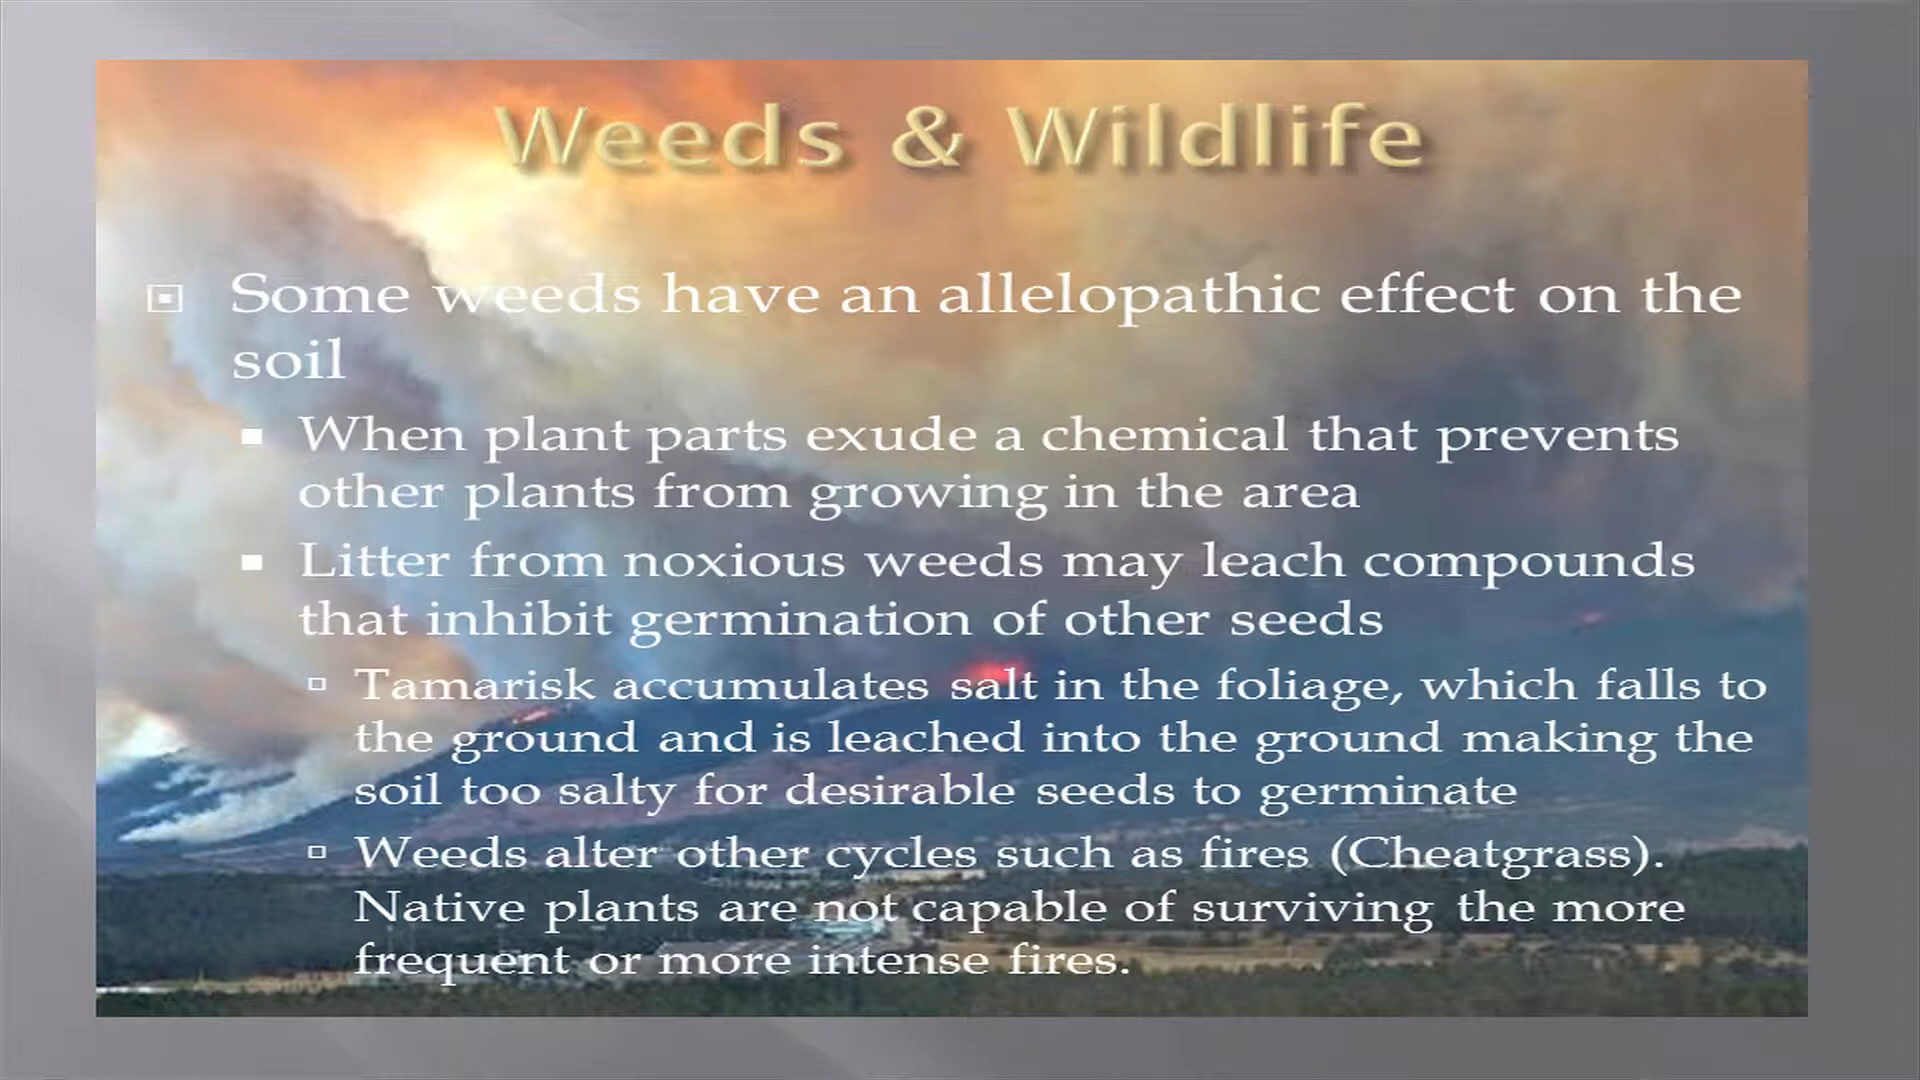 Weeds & Wildlife
Some weeds have an allelopathic effect on the
soil
When plant parts exude a chemical that prevents
other plants from growing in the area
Litter from noxious weeds may leach compounds
that inhibit germination of other seeds
Tamarisk accumulates salt in the foliage, which falls to
the ground and is leached into the ground making the
soil too salty for desirable seeds to germinate
Weeds alter other cycles such as fires (Cheatgrass).
Native plants are not capable of surviving the more
frequent or more intense fires.